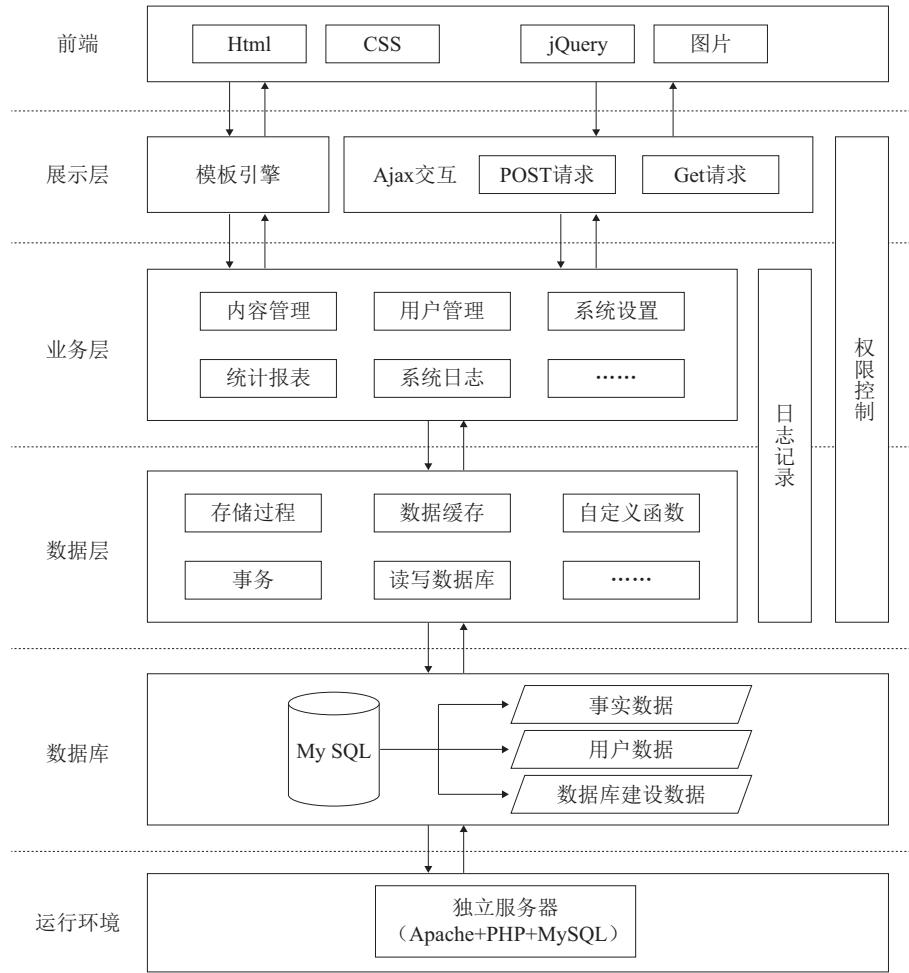 前端
Html
CSS
jQuery
图片
展示层
模板引擎
Ajax交互
POST请求
Get请求
业务层
内容管理
用户管理
系统设置
统计报表
系统日志
……
数据层
存储过程
数据缓存
自定义函数
事务
读写数据库
……
日志记录
权限控制
数据库
My SQL
事实数据
用户数据
数据库建设数据
运行环境
独立服务器
（Apache+PHP+MySQL）